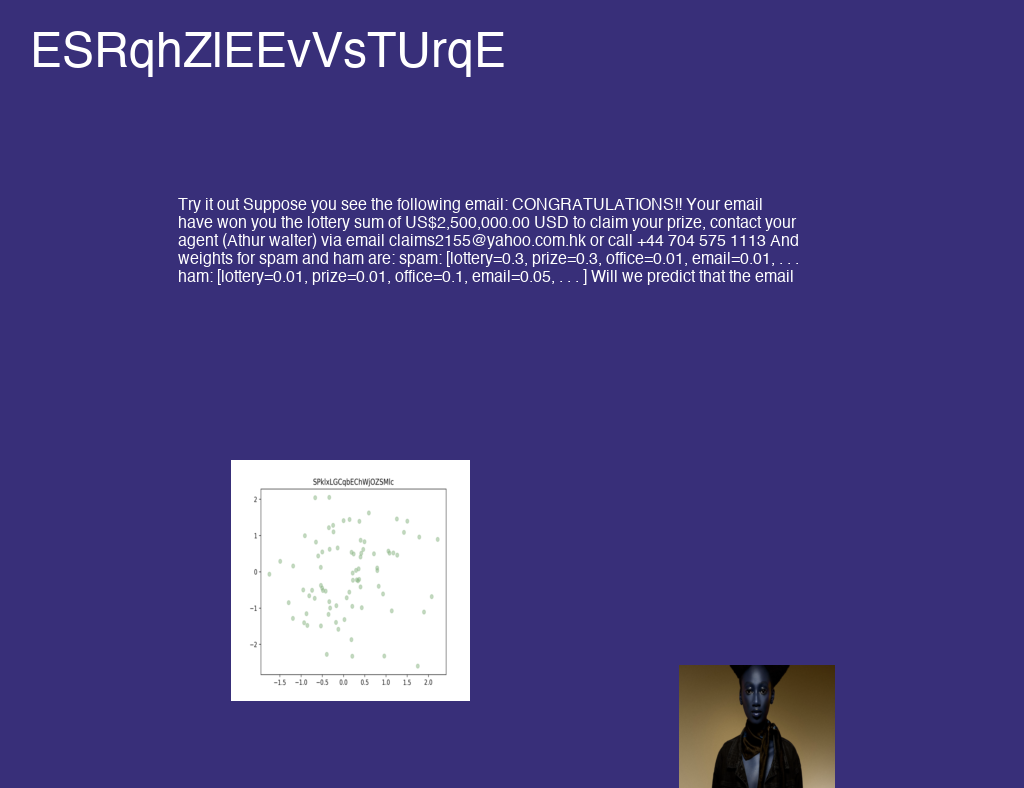 ESRqhZIEEvVsTUrqE
Try it out Suppose you see the following email: CONGRATULATIONS!! Your email
have won you the lottery sum of US$2,500,000.00 USD to claim your prize, contact your
agent (Athur walter) via email claims2155@yahoo.com.hk or call +44 704 575 1113 And
weights for spam and ham are: spam: [lottery=0.3, prize=0.3, office=0.01, email=0.01, . . .
ham: [lottery=0.01, prize=0.01, office=0.1, email=0.05, . . . ] Will we predict that the email
SPkIxLGCqbEChWjOZSMIc
2
1
0
−1
−2
−1.5 −1.0 −0.5 0.0 0.5 1.0 1.5 2.0